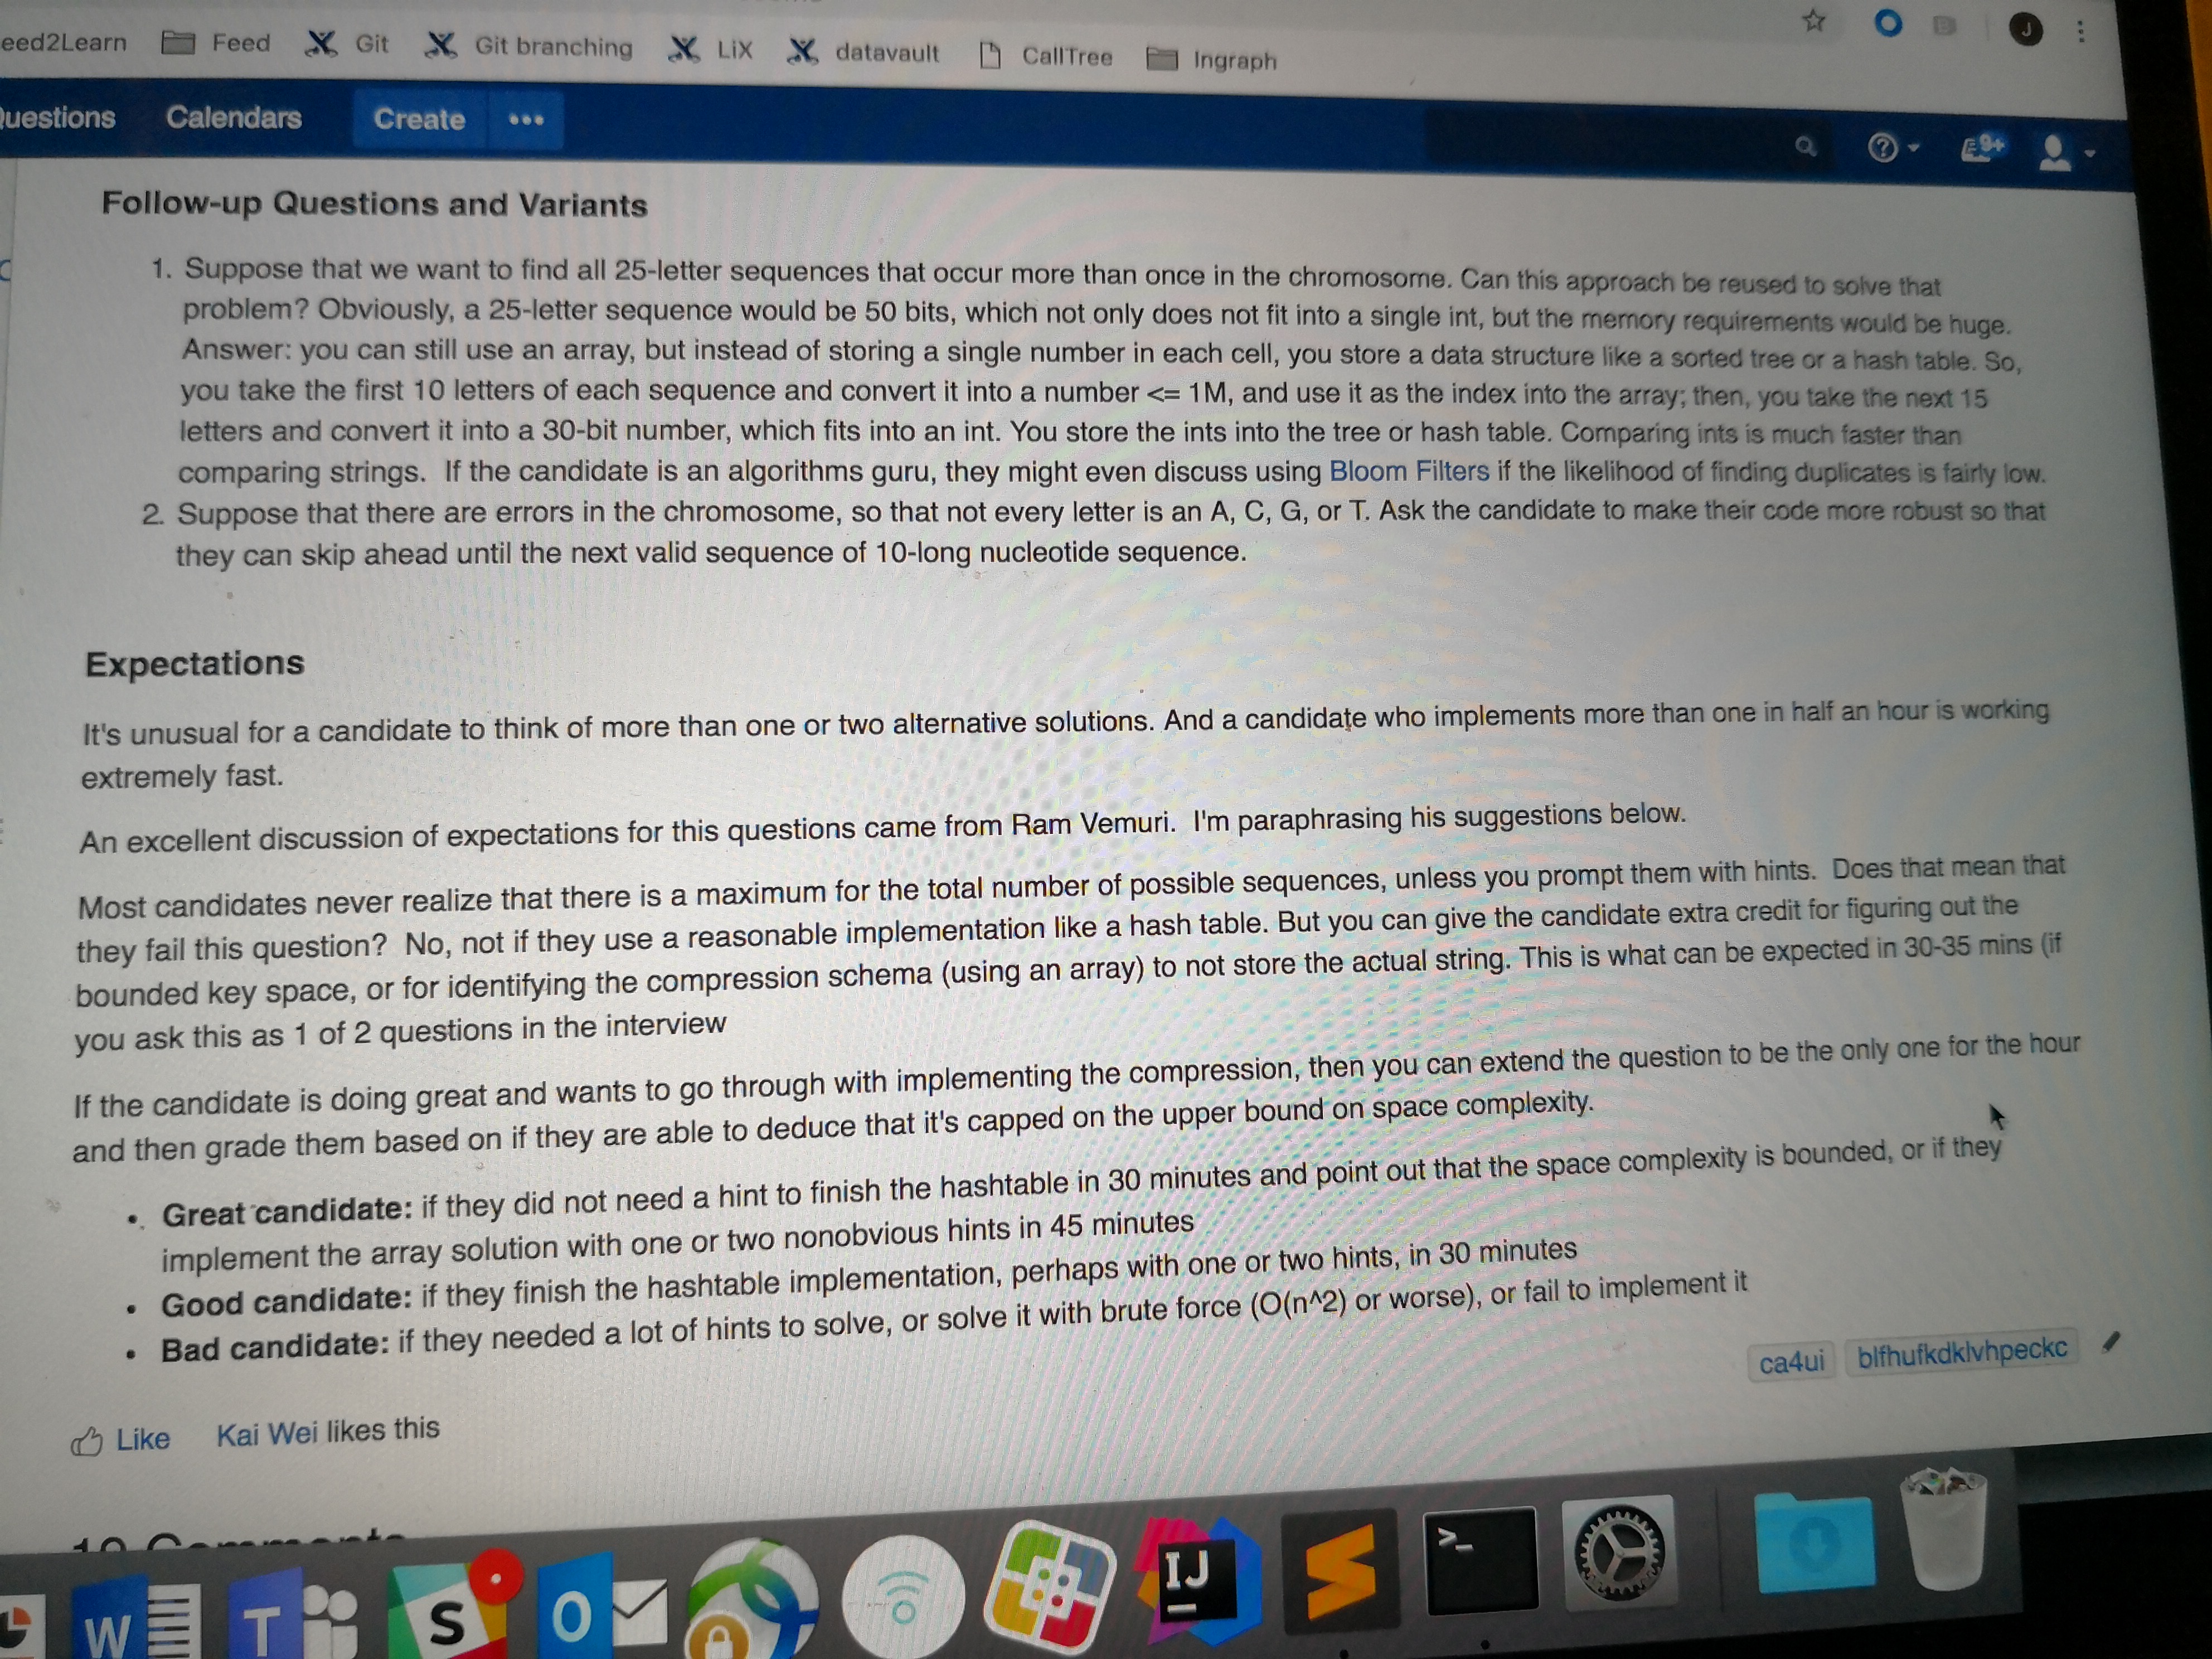 eed2Learn Feed Git Git branching LiX datavault CallTree Ingraph J
Questions Calendars Create ••• ? 9+
Follow-up Questions and Variants
1. Suppose that we want to find all 25-letter sequences that occur more than once in the chromosome. Can this approach be reused to solve that
problem? Obviously, a 25-letter sequence would be 50 bits, which not only does not fit into a single int, but the memory requirements would be huge.
Answer: you can still use an array, but instead of storing a single number in each cell, you store a data structure like a sorted tree or a hash table. So,
you take the first 10 letters of each sequence and convert it into a number <= 1M, and use it as the index into the array; then, you take the next 15
letters and convert it into a 30-bit number, which fits into an int. You store the ints into the tree or hash table. Comparing ints is much faster than
comparing strings. If the candidate is an algorithms guru, they might even discuss using Bloom Filters if the likelihood of finding duplicates is fairly low.
2. Suppose that there are errors in the chromosome, so that not every letter is an A, C, G, or T. Ask the candidate to make their code more robust so that
they can skip ahead until the next valid sequence of 10-long nucleotide sequence.
Expectations
It's unusual for a candidate to think of more than one or two alternative solutions. And a candidate who implements more than one in half an hour is working
extremely fast.
An excellent discussion of expectations for this questions came from Ram Vemuri. I'm paraphrasing his suggestions below.
Most candidates never realize that there is a maximum for the total number of possible sequences, unless you prompt them with hints. Does that mean that
they fail this question? No, not if they use a reasonable implementation like a hash table. But you can give the candidate extra credit for figuring out the
bounded key space, or for identifying the compression schema (using an array) to not store the actual string. This is what can be expected in 30-35 mins (if
you ask this as 1 of 2 questions in the interview
If the candidate is doing great and wants to go through with implementing the compression, then you can extend the question to be the only one for the hour
and then grade them based on if they are able to deduce that it's capped on the upper bound on space complexity.
• Great candidate: if they did not need a hint to finish the hashtable in 30 minutes and point out that the space complexity is bounded, or if they
implement the array solution with one or two nonobvious hints in 45 minutes
• Good candidate: if they finish the hashtable implementation, perhaps with one or two hints, in 30 minutes
• Bad candidate: if they needed a lot of hints to solve, or solve it with brute force (O(n^2) or worse), or fail to implement it
ca4ui blfhufkdklvhpeckc
Like Kai Wei likes this
10 Comments
W T S O IJ >_